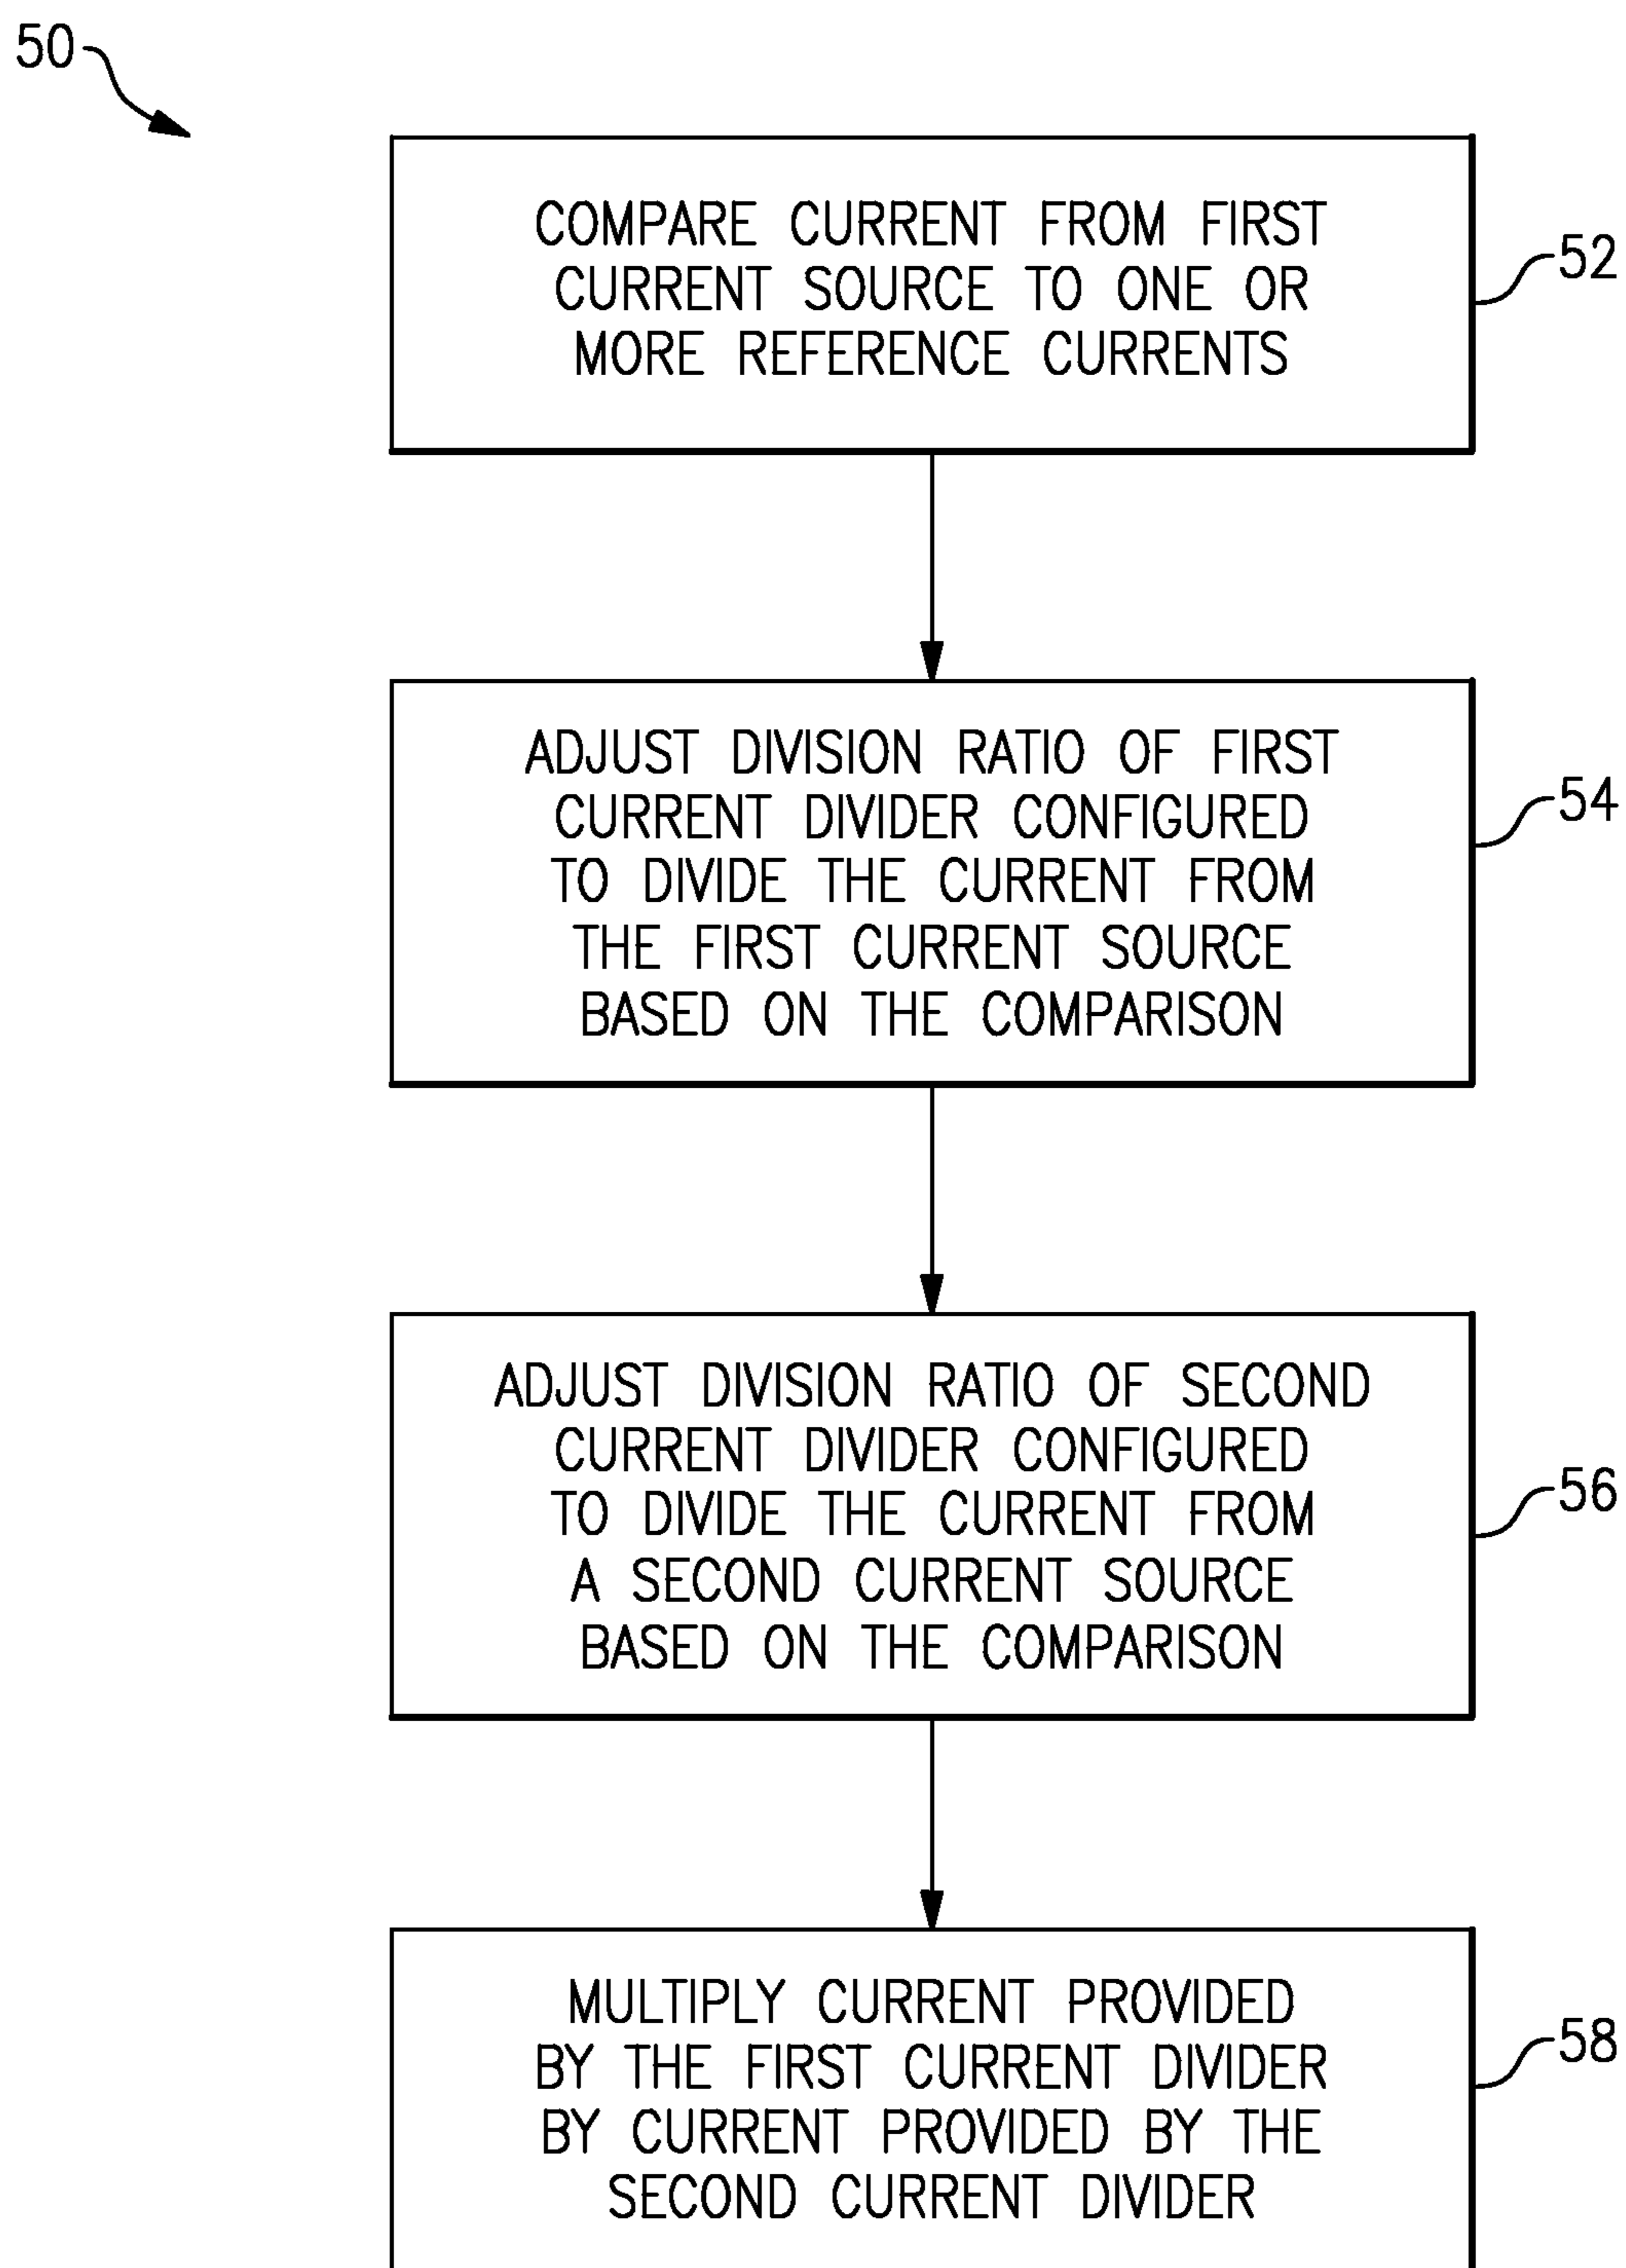 50
COMPARE CURRENT FROM FIRST
CURRENT SOURCE TO ONE OR
MORE REFERENCE CURRENTS
52
ADJUST DIVISION RATIO OF FIRST
CURRENT DIVIDER CONFIGURED
TO DIVIDE THE CURRENT FROM
THE FIRST CURRENT SOURCE
BASED ON THE COMPARISON
54
ADJUST DIVISION RATIO OF SECOND
CURRENT DIVIDER CONFIGURED
TO DIVIDE THE CURRENT FROM
A SECOND CURRENT SOURCE
BASED ON THE COMPARISON
56
MULTIPLY CURRENT PROVIDED
BY THE FIRST CURRENT DIVIDER
BY CURRENT PROVIDED BY THE
SECOND CURRENT DIVIDER
58